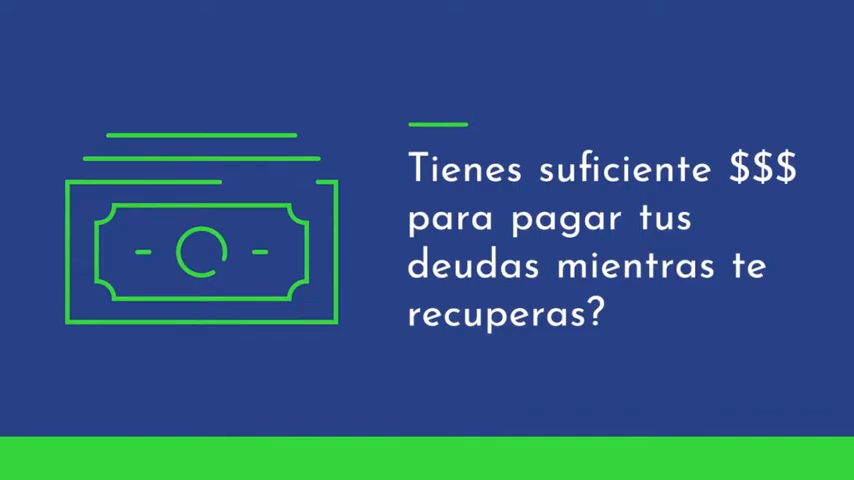 Tienes suficiente $$$
para pagar tus
deudas mientras te
recuperas?